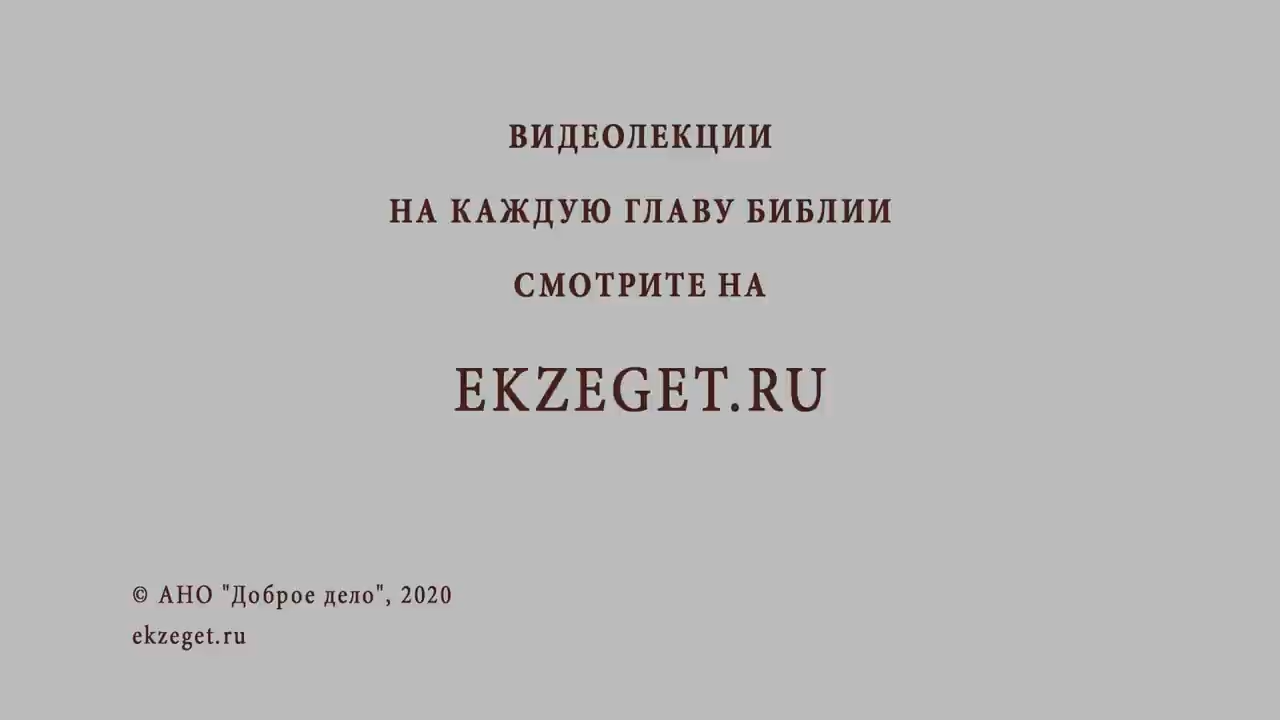 ВИДЕОЛЕКЦИИ
НА КАЖДУЮ ГЛАВУ БИБЛИИ
СМОТРИТЕ НА
EKZEGET.RU
© АНО "Доброе дело", 2020
ekzeget.ru